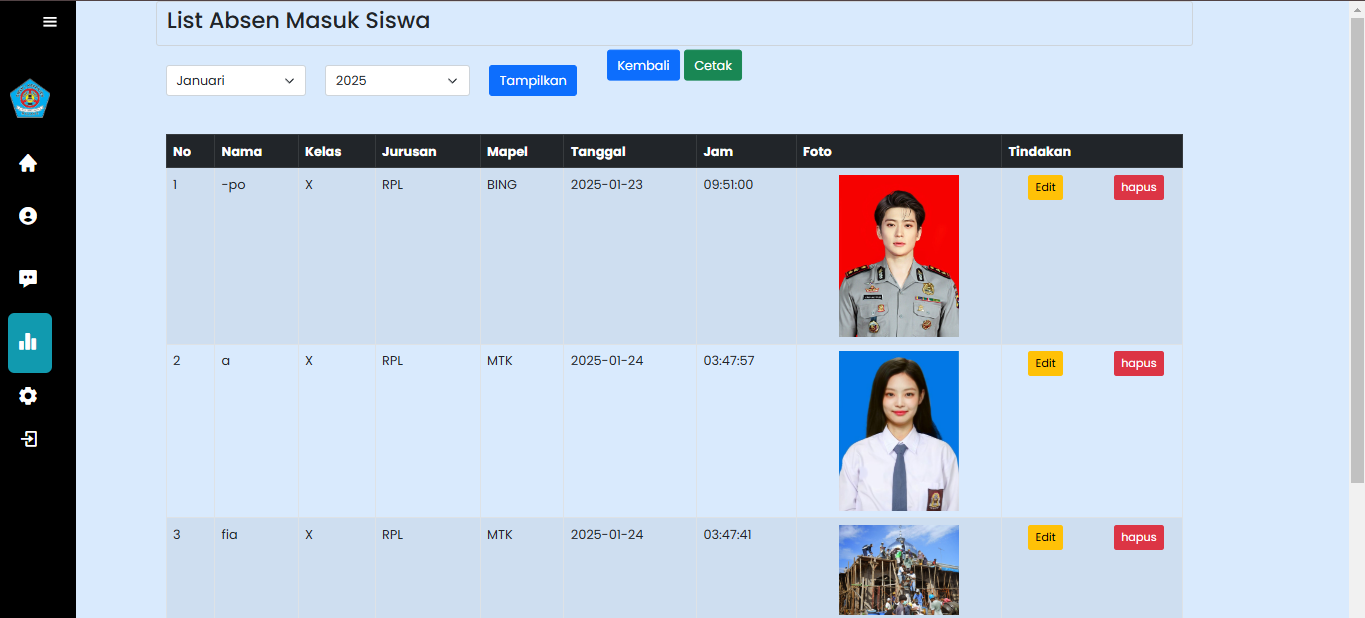 List Absen Masuk Siswa
Januari 2025 Tampilkan Kembali Cetak
No Nama Kelas Jurusan Mapel Tanggal Jam Foto Tindakan
1 -po X RPL BING 2025-01-23 09:51:00 Edit hapus
2 a X RPL MTK 2025-01-24 03:47:57 Edit hapus
3 fia X RPL MTK 2025-01-24 03:47:41 Edit hapus